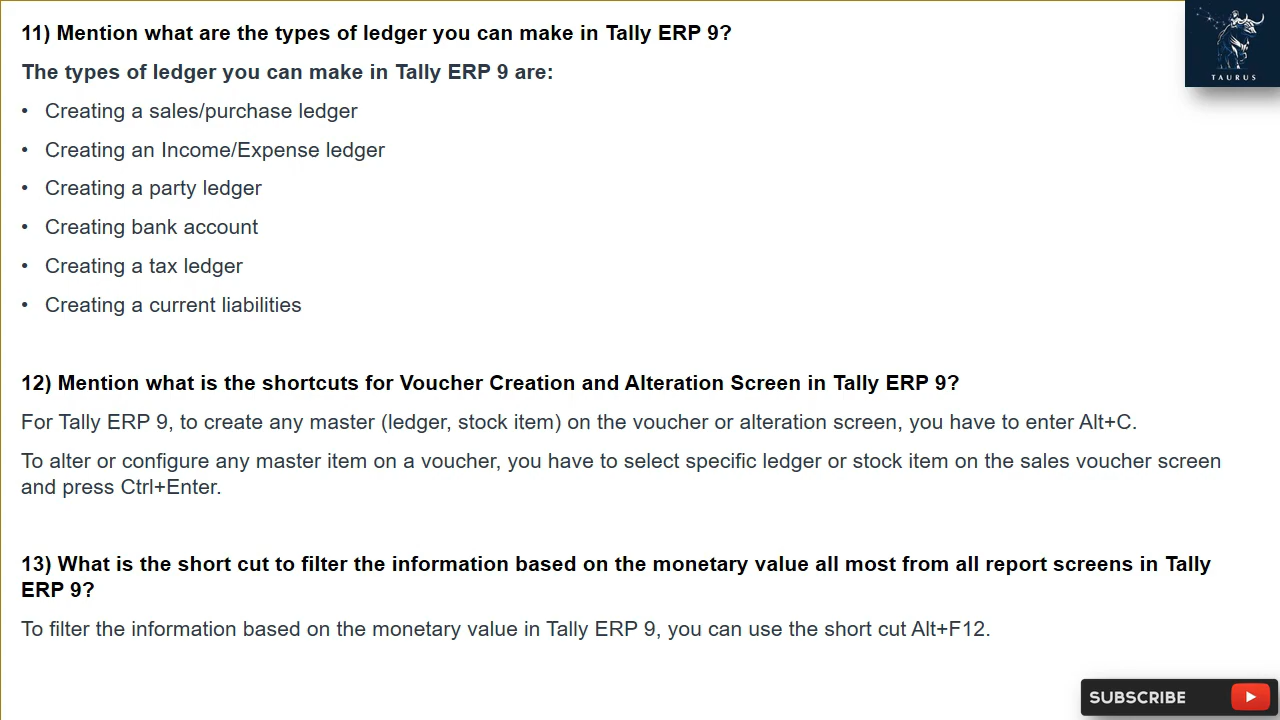 11) Mention what are the types of ledger you can make in Tally ERP 9?
TAURUS
The types of ledger you can make in Tally ERP 9 are:
• Creating a sales/purchase ledger
• Creating an Income/Expense ledger
• Creating a party ledger
• Creating bank account
• Creating a tax ledger
• Creating a current liabilities
12) Mention what is the shortcuts for Voucher Creation and Alteration Screen in Tally ERP 9?
For Tally ERP 9, to create any master (ledger, stock item) on the voucher or alteration screen, you have to enter Alt+C.
To alter or configure any master item on a voucher, you have to select specific ledger or stock item on the sales voucher screen
and press Ctrl+Enter.
13) What is the short cut to filter the information based on the monetary value all most from all report screens in Tally
ERP 9?
To filter the information based on the monetary value in Tally ERP 9, you can use the short cut Alt+F12.
SUBSCRIBE